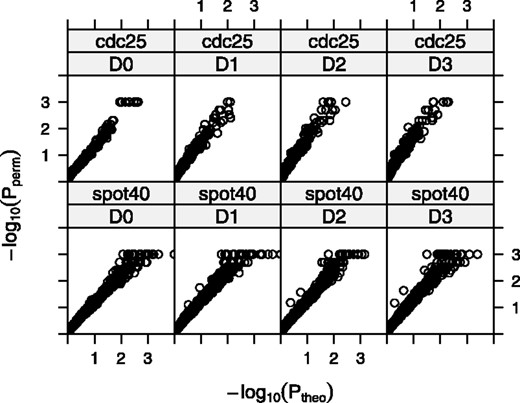 1 2 3 1 2 3
cdc25 cdc25 cdc25 cdc25
D0 D1 D2 D3
3
2
1
−log10(Pperm)
spot40 spot40 spot40 spot40
D0 D1 D2 D3
3
2
1
1 2 3 1 2 3
−log10(Ptheo)